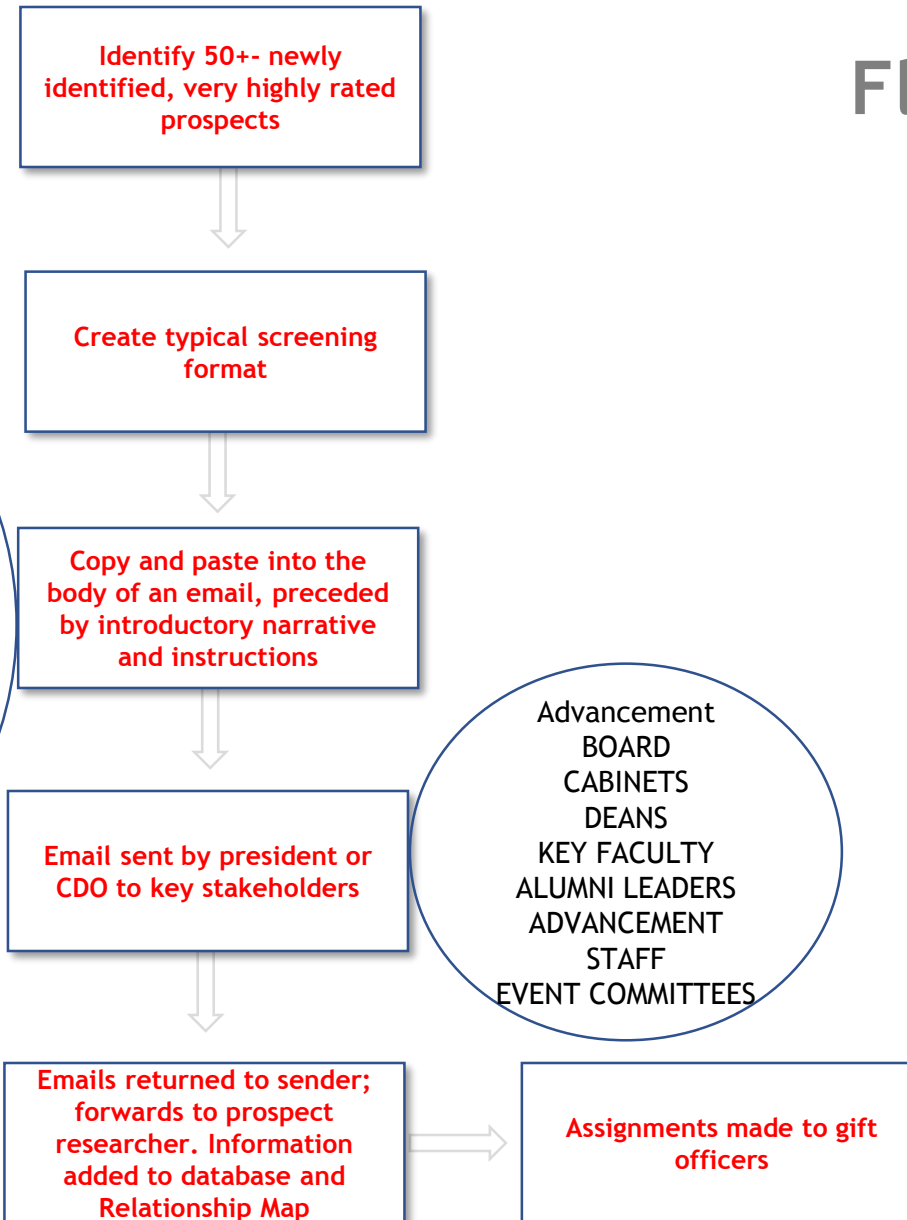 Identify 50+- newly
identified, very highly rated
prospects
Create typical screening
format
Copy and paste into the
body of an email, preceded
by introductory narrative
and instructions
Email sent by president or
CDO to key stakeholders
Advancement
BOARD
CABINETS
DEANS
KEY FACULTY
ALUMNI LEADERS
ADVANCEMENT
STAFF
EVENT COMMITTEES
Emails returned to sender;
forwards to prospect
researcher. Information
added to database and
Relationship Map
Assignments made to gift
officers